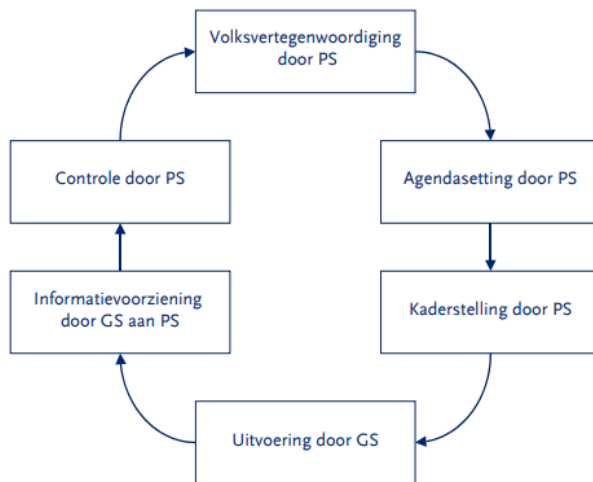 Volksvertegenwoordiging
door PS
Controle door PS
Agendasetting door PS
Informatievoorziening
door GS aan PS
Kaderstelling door PS
Uitvoering door GS